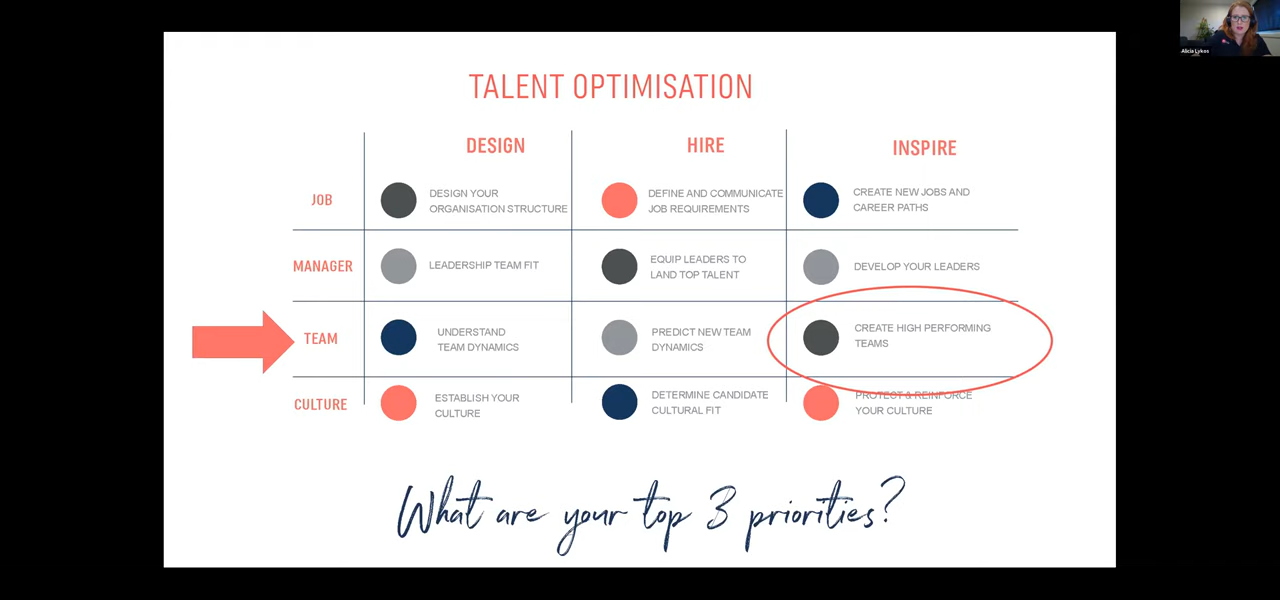 Alicia Lykos
TALENT OPTIMISATION
DESIGN
HIRE
INSPIRE
JOB
DESIGN YOUR
ORGANISATION STRUCTURE
DEFINE AND COMMUNICATE
JOB REQUIREMENTS
CREATE NEW JOBS AND
CAREER PATHS
MANAGER
LEADERSHIP TEAM FIT
EQUIP LEADERS TO
LAND TOP TALENT
DEVELOP YOUR LEADERS
TEAM
UNDERSTAND
TEAM DYNAMICS
PREDICT NEW TEAM
DYNAMICS
CREATE HIGH PERFORMING
TEAMS
CULTURE
ESTABLISH YOUR
CULTURE
DETERMINE CANDIDATE
CULTURAL FIT
PROTECT & REINFORCE
YOUR CULTURE
What are your top 3 priorities?